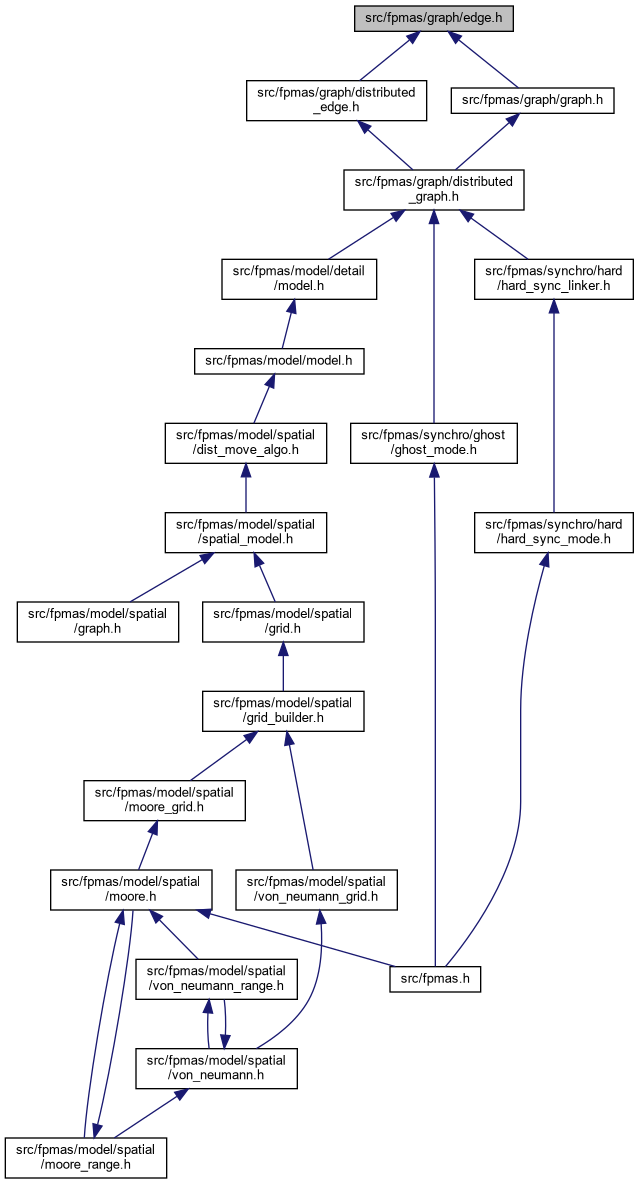 src/fpmas/graph/edge.h
src/fpmas/graph/distributed
_edge.h
src/fpmas/graph/graph.h
src/fpmas/graph/distributed
_graph.h
src/fpmas/model/detail
/model.h
src/fpmas/synchro/hard
/hard_sync_linker.h
src/fpmas/model/model.h
src/fpmas/model/spatial
/dist_move_algo.h
src/fpmas/synchro/ghost
/ghost_mode.h
src/fpmas/model/spatial
/spatial_model.h
src/fpmas/synchro/hard
/hard_sync_mode.h
src/fpmas/model/spatial
/graph.h
src/fpmas/model/spatial
/grid.h
src/fpmas/model/spatial
/grid_builder.h
src/fpmas/model/spatial
/moore_grid.h
src/fpmas/model/spatial
/moore.h
src/fpmas/model/spatial
/von_neumann_grid.h
src/fpmas/model/spatial
/von_neumann_range.h
src/fpmas.h
src/fpmas/model/spatial
/von_neumann.h
src/fpmas/model/spatial
/moore_range.h